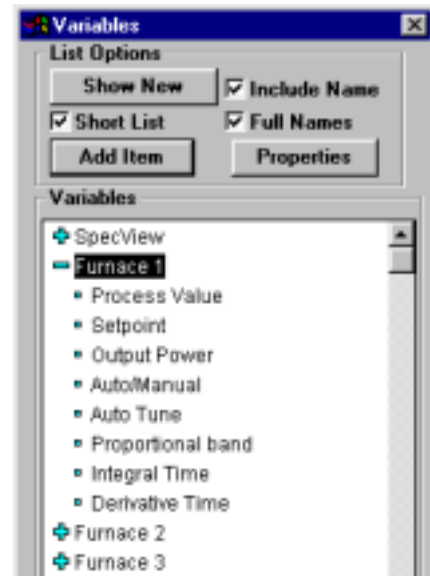 Variables
List Options
Show New
Include Name
Short List
Full Names
Add Item
Properties
Variables
SpecView
Furnace 1
Process Value
Setpoint
Output Power
Auto/Manual
Auto Tune
Proportional band
Integral Time
Derivative Time
Furnace 2
Furnace 3